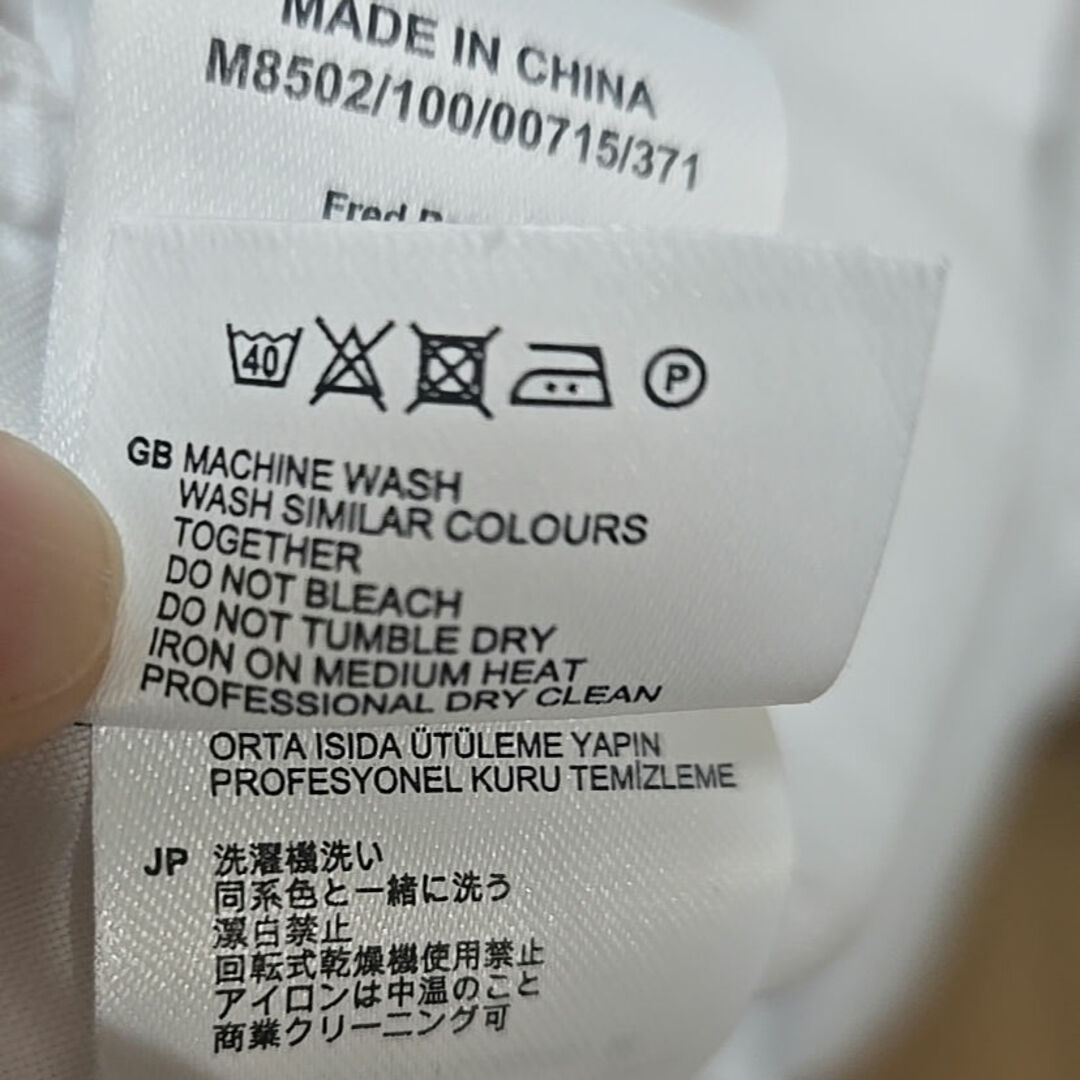 MADE IN CHINA
M8502/100/00715/371
Fred
40
P
GB MACHINE WASH
WASH SIMILAR COLOURS
TOGETHER
DO NOT BLEACH
DO NOT TUMBLE DRY
IRON ON MEDIUM HEAT
PROFESSIONAL DRY CLEAN
ORTA ISIDA ÜTÜLEME YAPIN
PROFESYONEL KURU TEMİZLEME
JP 洗濯機洗い
同系色と一緒に洗う
漂白禁止
回転式乾燥機使用禁止
アイロンは中温のこと
商業クリーニング可